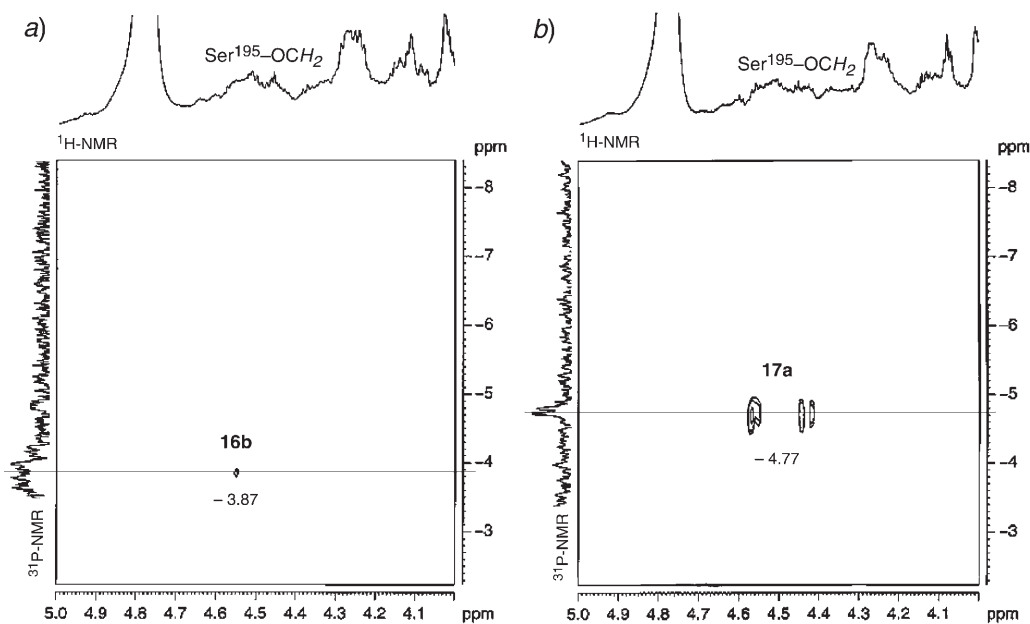 a)
Ser195–OCH2
1H-NMR
ppm
–8
–7
–6
–5
–4
–3
16b
– 3.87
31P-NMR
5.0 4.9 4.8 4.7 4.6 4.5 4.4 4.3 4.2 4.1 ppm
b)
Ser195–OCH2
1H-NMR
ppm
–8
–7
–6
–5
–4
–3
17a
– 4.77
31P-NMR
5.0 4.9 4.8 4.7 4.6 4.5 4.4 4.3 4.2 4.1 ppm